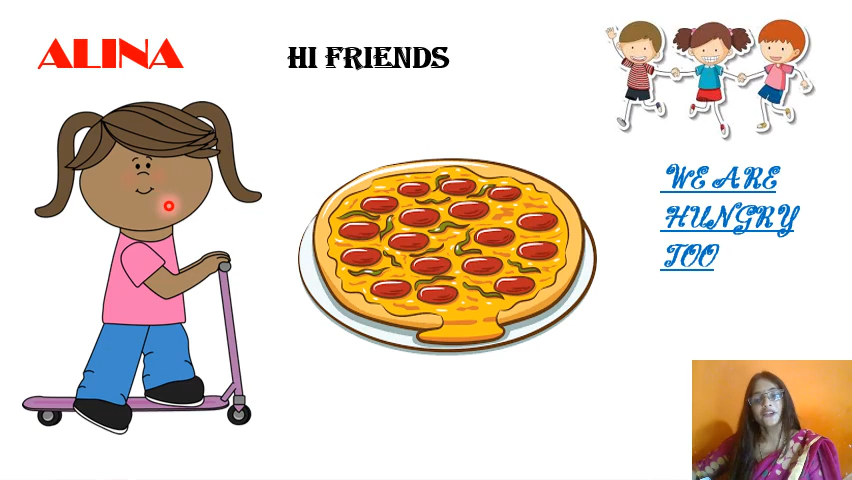 ALINA
HI FRIENDS
WE ARE
HUNGRY
TOO